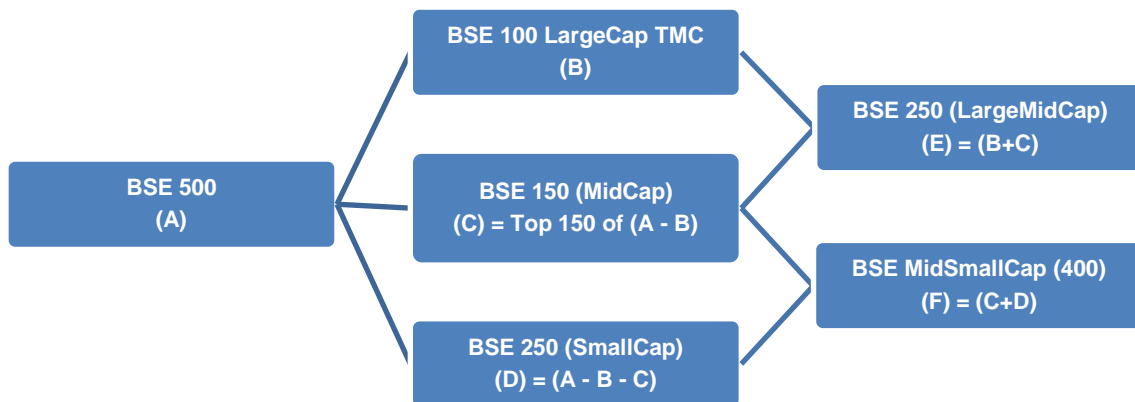 BSE 500
(A)
BSE 100 LargeCap TMC
(B)
BSE 150 (MidCap)
(C) = Top 150 of (A - B)
BSE 250 (SmallCap)
(D) = (A - B - C)
BSE 250 (LargeMidCap)
(E) = (B+C)
BSE MidSmallCap (400)
(F) = (C+D)